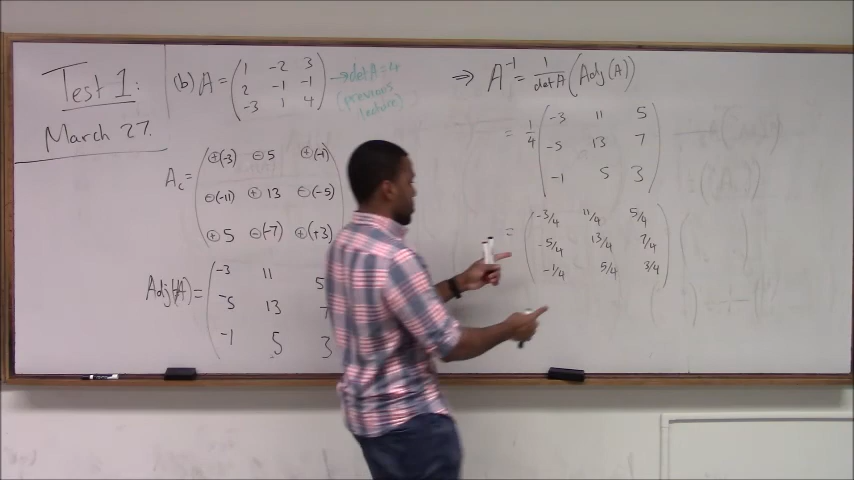 Test 1:
March 27.
(b) A = ( 1 -2 3
2 -1 -1
-3 1 4 )
→ det A = 4
(previous
lecture)
A_c = ( ⊕(-3) ⊖5 ⊕(-1)
⊖(-11) ⊕13 ⊖(-5)
⊕5 ⊖(-7) ⊕(+3) )
Adj(A) = ( -3 11 5
-5 13 7
-1 5 3
⇒ A⁻¹ = 1/det A (Adj(A))
= 1/4 ( -3 11 5
-5 13 7
-1 5 3 )
= ( -3/4 11/4 5/4
-5/4 13/4 7/4
-1/4 5/4 3/4 )